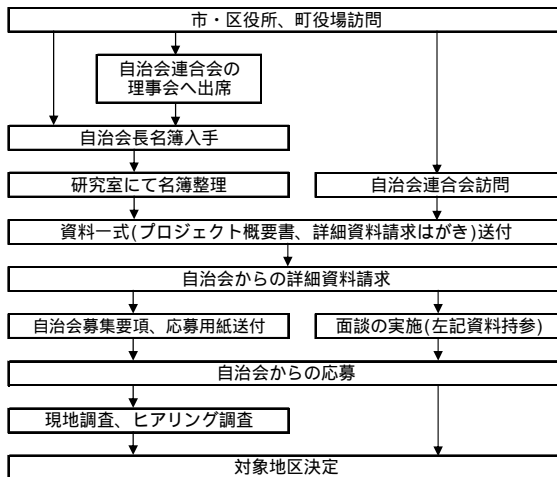 市・区役所、町役場訪問
自治会連合会の
理事会へ出席
自治会長名簿入手
研究室にて名簿整理
自治会連合会訪問
資料一式(プロジェクト概要書、詳細資料請求はがき)送付
自治会からの詳細資料請求
自治会募集要項、応募用紙送付
面談の実施(左記資料持参)
自治会からの応募
現地調査、ヒアリング調査
対象地区決定